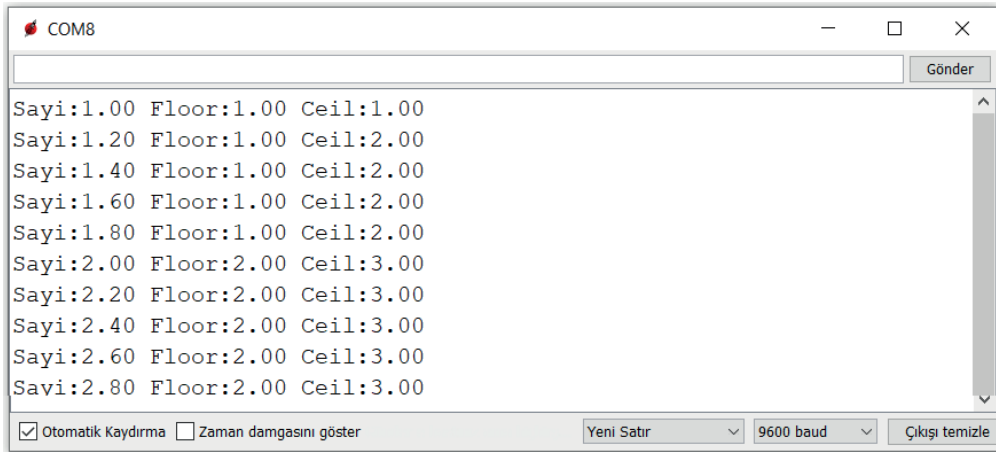 COM8
Gönder
Sayi:1.00 Floor:1.00 Ceil:1.00
Sayi:1.20 Floor:1.00 Ceil:2.00
Sayi:1.40 Floor:1.00 Ceil:2.00
Sayi:1.60 Floor:1.00 Ceil:2.00
Sayi:1.80 Floor:1.00 Ceil:2.00
Sayi:2.00 Floor:2.00 Ceil:3.00
Sayi:2.20 Floor:2.00 Ceil:3.00
Sayi:2.40 Floor:2.00 Ceil:3.00
Sayi:2.60 Floor:2.00 Ceil:3.00
Sayi:2.80 Floor:2.00 Ceil:3.00
Otomatik Kaydırma Zaman damgasını göster Yeni Satır 9600 baud Çıkışı temizle